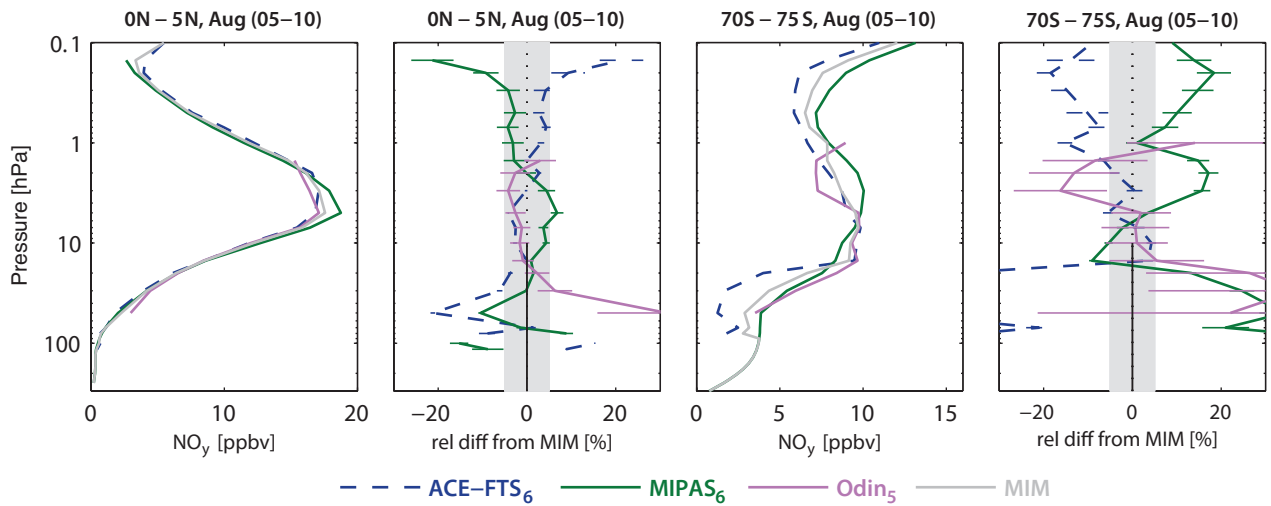 0N − 5N, Aug (05−10)
0N − 5N, Aug (05−10)
70S − 75S, Aug (05−10)
70S − 75S, Aug (05−10)
Pressure [hPa]
0.1
1
10
100
0 10 20
−20 0 20
0 5 10 15
−20 0 20
NOy [ppbv]
rel diff from MIM [%]
NOy [ppbv]
rel diff from MIM [%]
ACE−FTS6 MIPAS6 Odin5 MIM